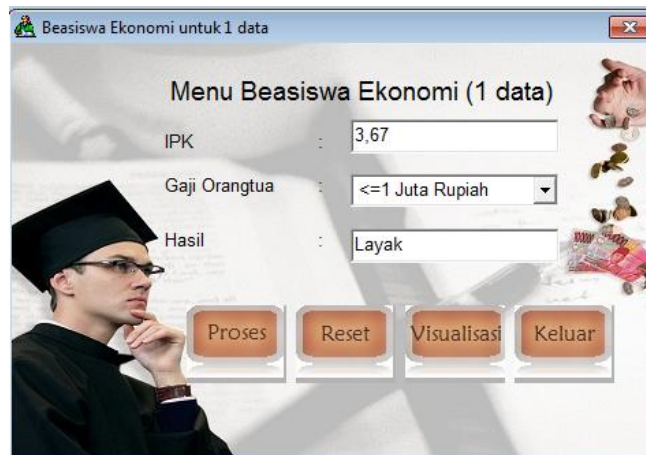 Beasiswa Ekonomi untuk 1 data
Menu Beasiswa Ekonomi (1 data)
IPK : 3,67
Gaji Orangtua : <=1 Juta Rupiah
Hasil : Layak
Proses Reset Visualisasi Keluar